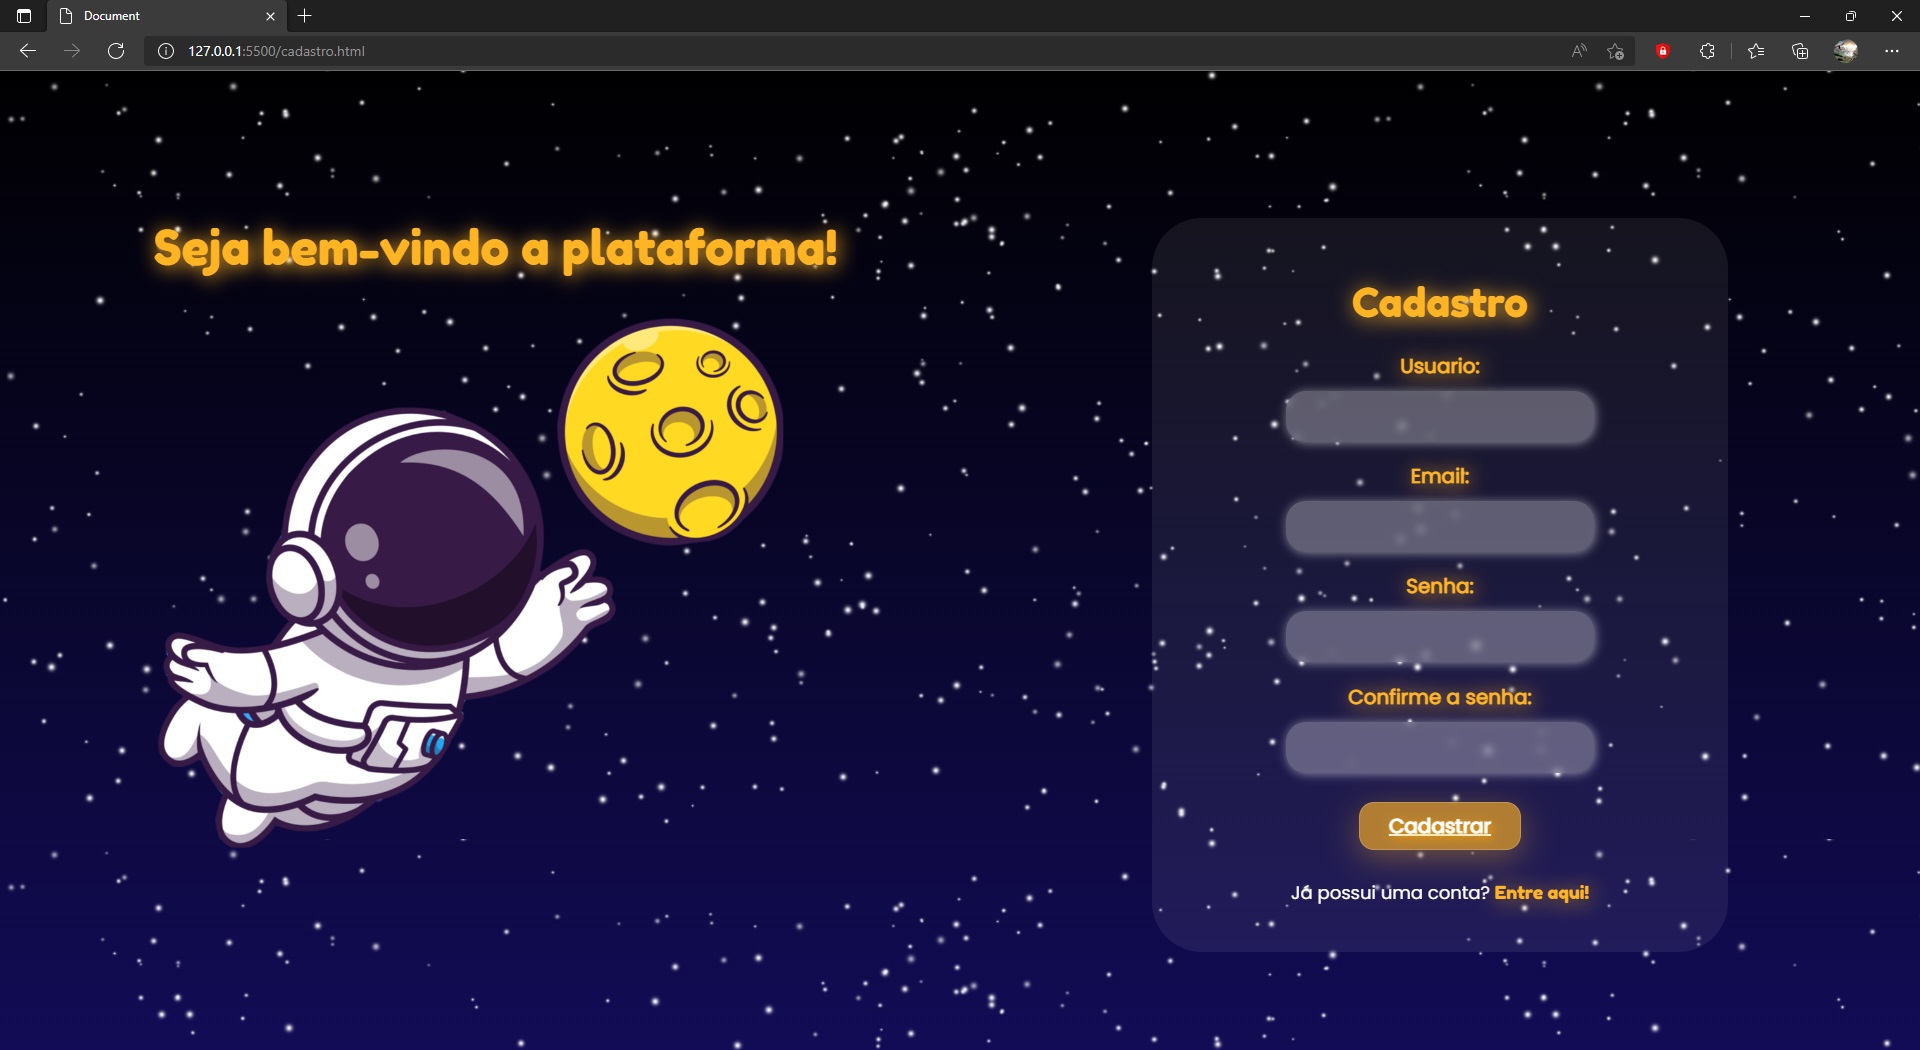 Document
127.0.0.1:5500/cadastro.html
Seja bem-vindo a plataforma!
Cadastro
Usuario:
Email:
Senha:
Confirme a senha:
Cadastrar
Já possui uma conta? Entre aqui!